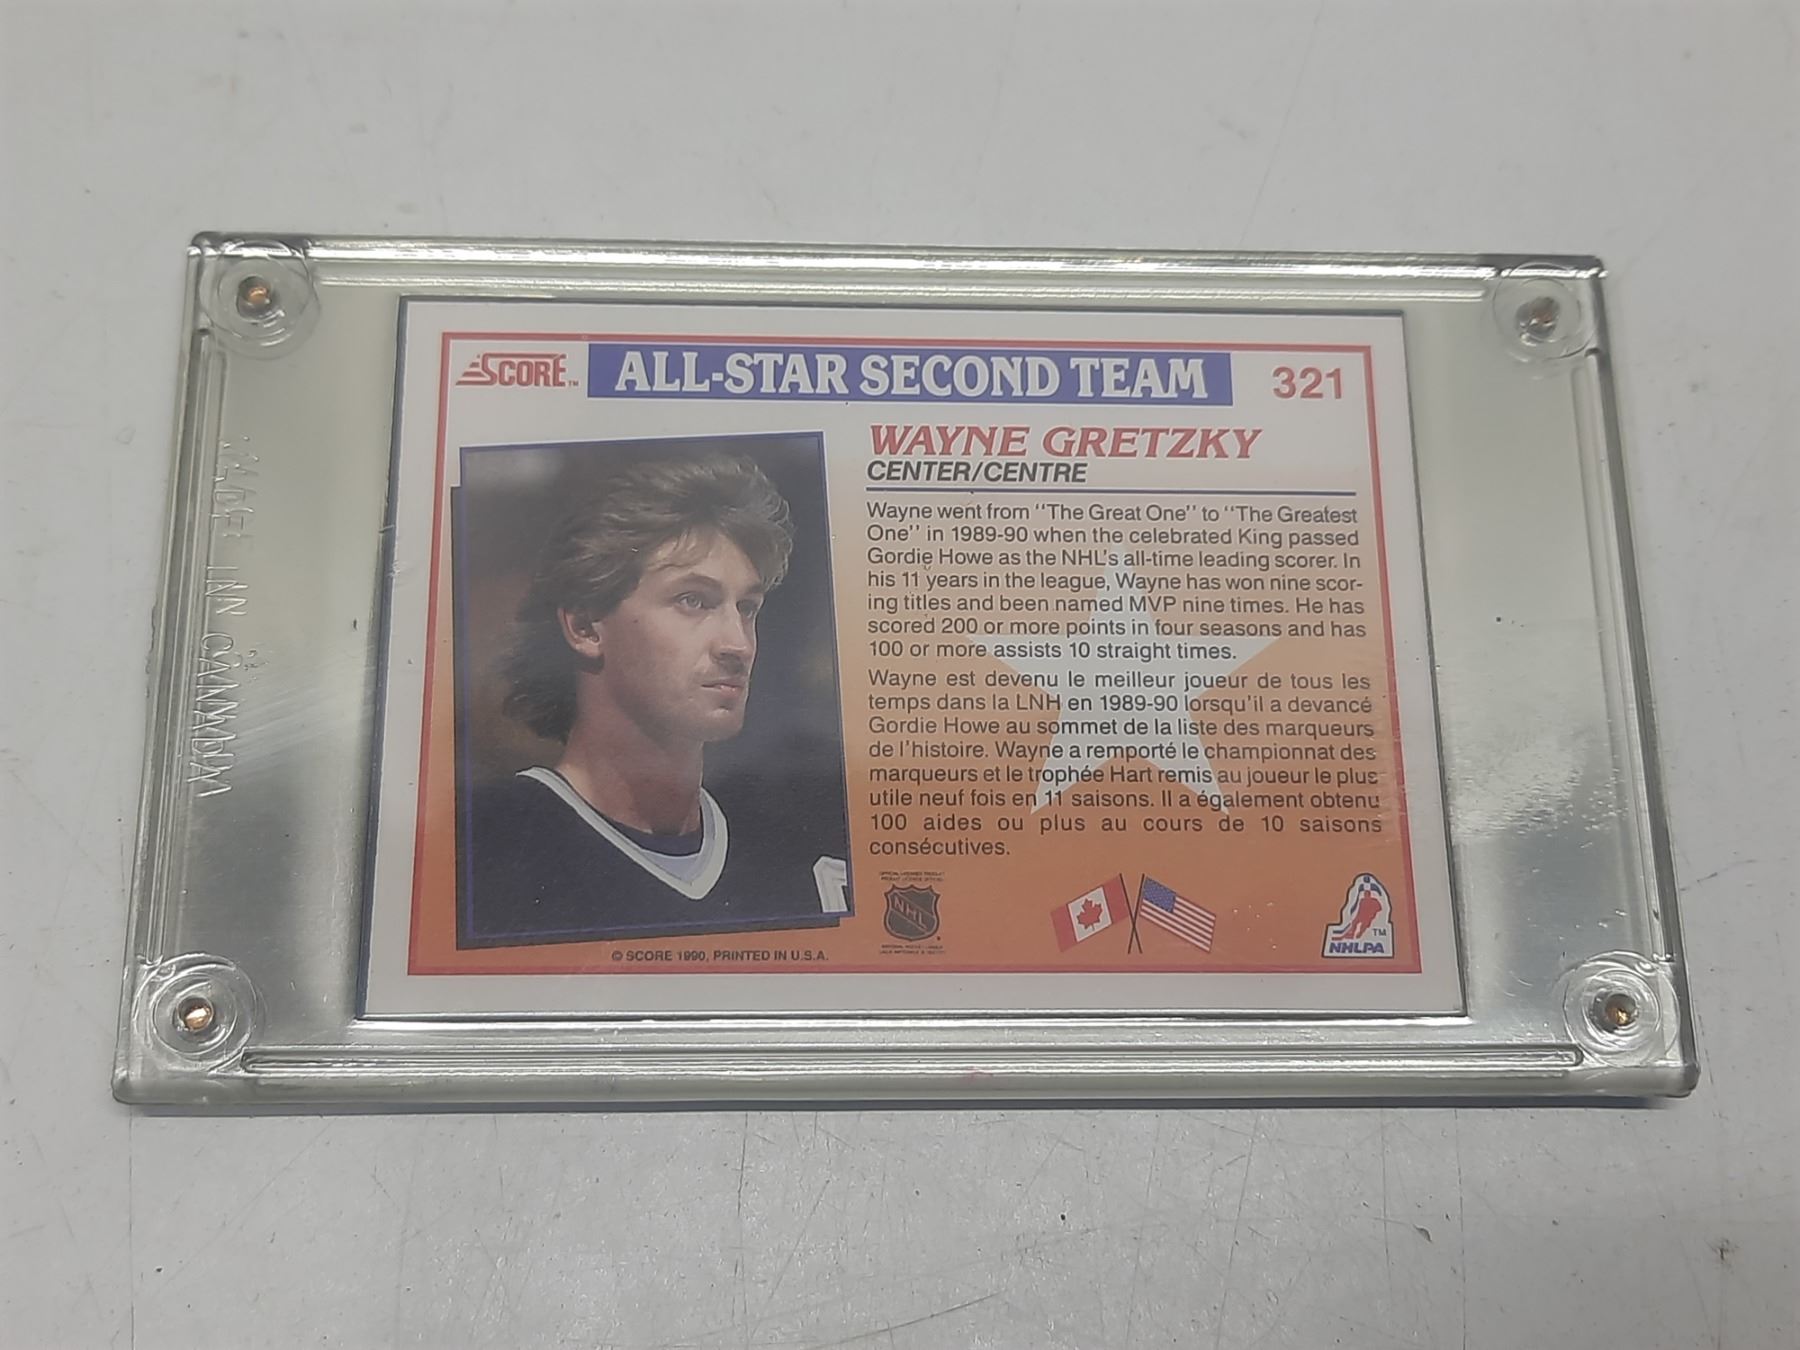 SCORE™
ALL-STAR SECOND TEAM
321
WAYNE GRETZKY
CENTER/CENTRE
Wayne went from "The Great One" to "The Greatest
One" in 1989-90 when the celebrated King passed
Gordie Howe as the NHL's all-time leading scorer. In
his 11 years in the league, Wayne has won nine scor-
ing titles and been named MVP nine times. He has
scored 200 or more points in four seasons and has
100 or more assists 10 straight times.
Wayne est devenu le meilleur joueur de tous les
temps dans la LNH en 1989-90 lorsqu'il a devancé
Gordie Howe au sommet de la liste des marqueurs
de l'histoire. Wayne a remporté le championnat des
marqueurs et le trophée Hart remis au joueur le plus
utile neuf fois en 11 saisons. Il a également obtenu
100 aides ou plus au cours de 10 saisons
consécutives.
NHL
TM
NHLPA
© SCORE 1990, PRINTED IN U.S.A.